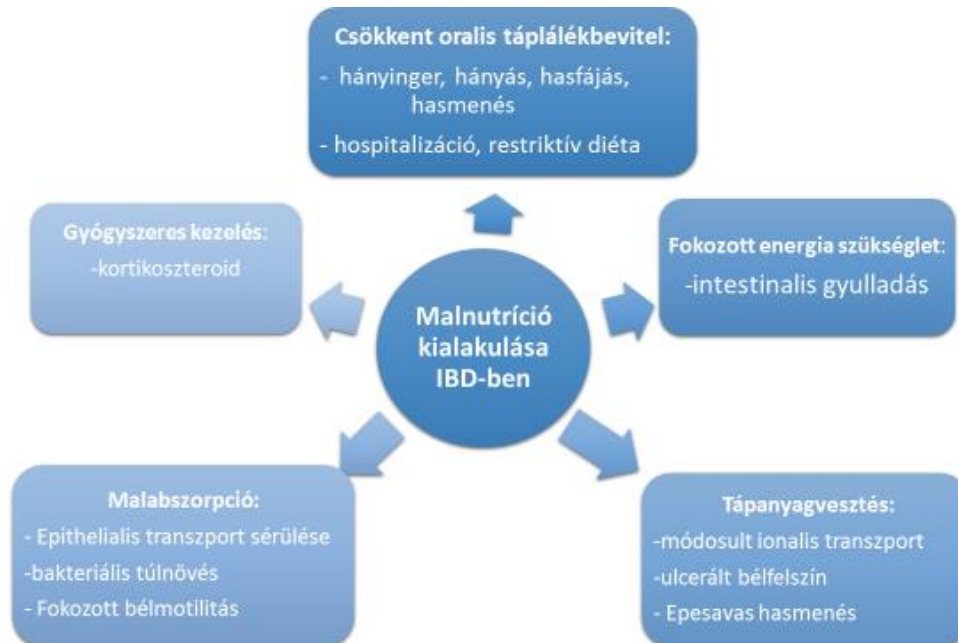 Csökkent oralis táplálékbevitel:
- hányinger, hányás, hasfájás,
hasmenés
- hospitalizáció, restriktív diéta
Gyógyszeres kezelés:
-kortikoszteroid
Fokozott energia szükséglet:
-intestinalis gyulladás
Malnutríció
kialakulása
IBD-ben
Malabszorpció:
- Epithelialis transzport sérülése
-bakteriális túlnövés
- Fokozott bélmotilitás
Tápanyagvesztés:
-módosult ionalis transzport
-ulcerált bélfelszín
- Epesavas hasmenés